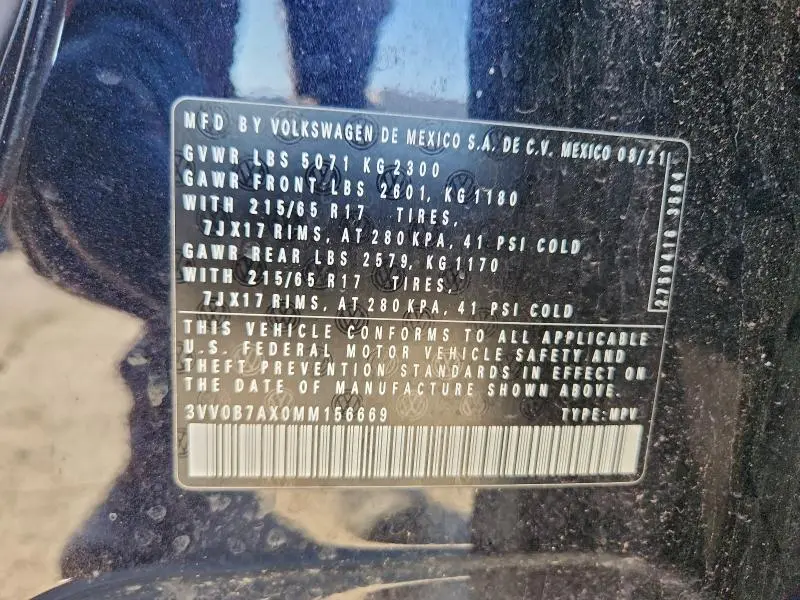 MFD BY VOLKSWAGEN DE MEXICO S.A. DE C.V. MEXICO 08/21
GVWR LBS 5071 KG 2300
GAWR FRONT LBS 2601, KG 1180
WITH 215/65 R17 TIRES,
7JX17 RIMS, AT 280 KPA, 41 PSI COLD
GAWR REAR LBS 2579, KG 1170
WITH 215/65 R17 TIRES,
7JX17 RIMS, AT 280 KPA, 41 PSI COLD
THIS VEHICLE CONFORMS TO ALL APPLICABLE
U.S. FEDERAL MOTOR VEHICLE SAFETY AND
THEFT PREVENTION STANDARDS IN EFFECT ON
THE DATE OF MANUFACTURE SHOWN ABOVE.
3VV0B7AX0MM156669 TYPE:MPV